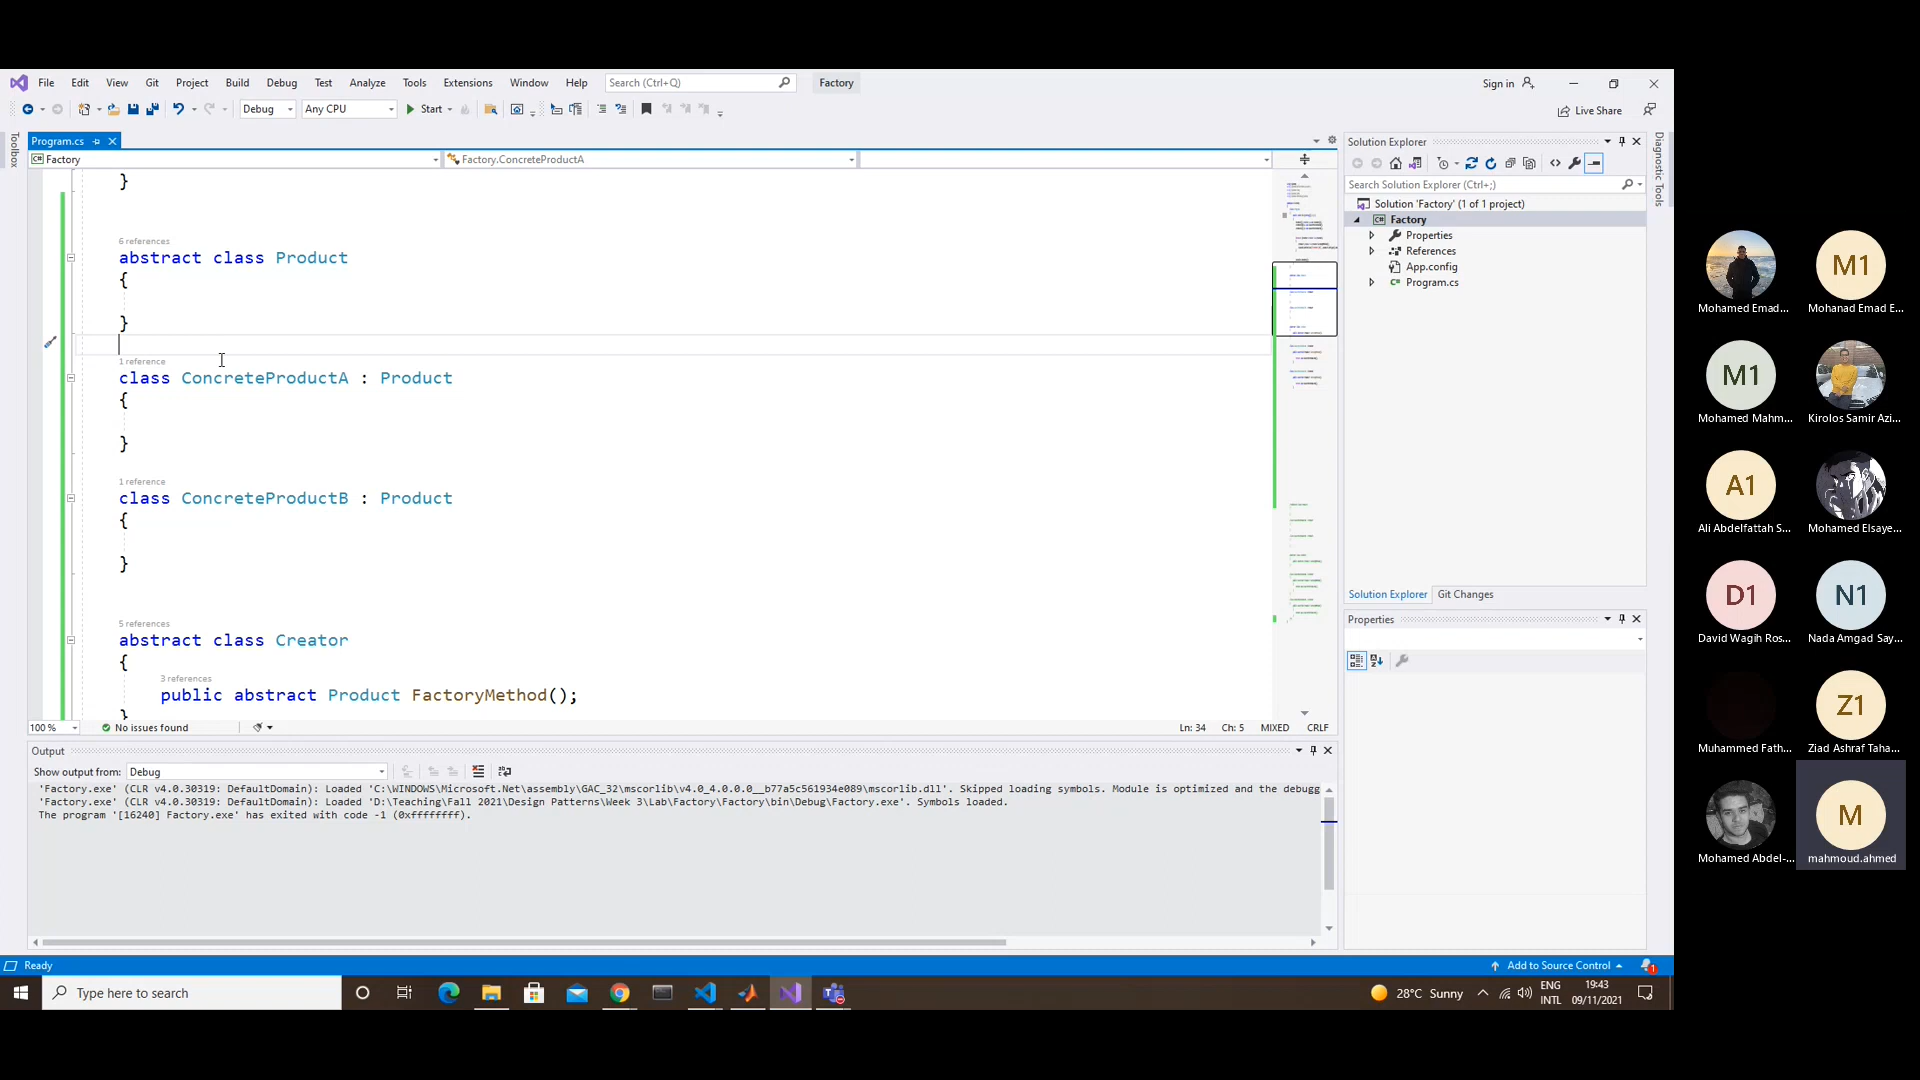 File Edit View Git Project Build Debug Test Analyze Tools Extensions Window Help Search (Ctrl+Q) Factory Sign in
Debug Any CPU Start Live Share
Toolbox
Program.cs
Factory Factory.ConcreteProductA
}
6 references
abstract class Product
{
}
1 reference
class ConcreteProductA : Product
{
}
1 reference
class ConcreteProductB : Product
{
}
5 references
abstract class Creator
{
3 references
public abstract Product FactoryMethod();
}
100 % No issues found Ln: 34 Ch: 5 MIXED CRLF
Output
Show output from: Debug
'Factory.exe' (CLR v4.0.30319: DefaultDomain): Loaded 'C:\WINDOWS\Microsoft.Net\assembly\GAC_32\mscorlib\v4.0_4.0.0.0__b77a5c561934e089\mscorlib.dll'. Skipped loading symbols. Module is optimized and the debugg
'Factory.exe' (CLR v4.0.30319: DefaultDomain): Loaded 'D:\Teaching\Fall 2021\Design Patterns\Week 3\Lab\Factory\Factory\bin\Debug\Factory.exe'. Symbols loaded.
The program '[16240] Factory.exe' has exited with code -1 (0xffffffff).
Solution Explorer
Search Solution Explorer (Ctrl+;)
Solution 'Factory' (1 of 1 project)
C# Factory
Properties
References
App.config
C# Program.cs
Solution Explorer Git Changes
Properties
Diagnostic Tools
Ready Add to Source Control 1
Type here to search
28°C Sunny ENG INTL 19:43 09/11/2021
Mohamed Emad...
M1
Mohanad Emad E...
M1
Mohamed Mahm...
Kirolos Samir Azi...
A1
Ali Abdelfattah S...
Mohamed Elsaye...
D1
David Wagih Ros...
N1
Nada Amgad Say...
Muhammed Fath...
Z1
Ziad Ashraf Taha...
Mohamed Abdel-...
M
mahmoud.ahmed